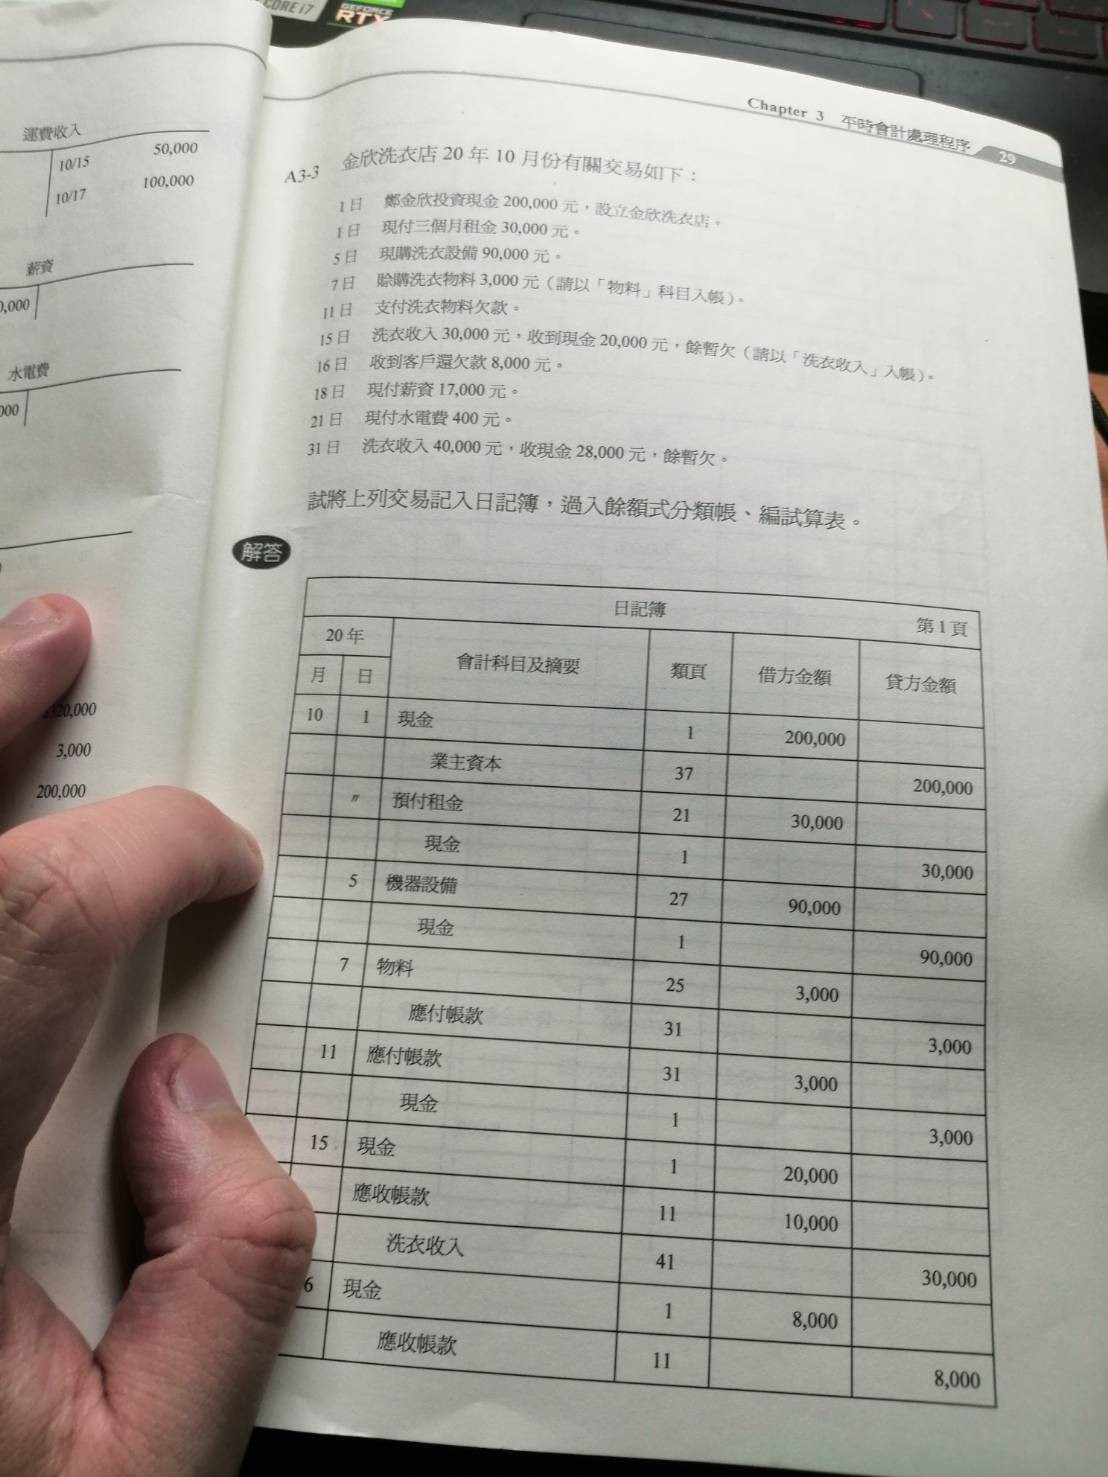 CORE i7
GEFORCE
RTX
運費收入
10/15 50,000
10/17 100,000
薪資
水電費
3,000
200,000
Chapter 3 平時會計處理程序 29
A3-3 金欣洗衣店 20 年 10 月份有關交易如下：
1日 鄭金欣投資現金 200,000 元，設立金欣洗衣店。
1日 現付三個月租金 30,000 元。
5日 現購洗衣設備 90,000 元。
7日 賒購洗衣物料 3,000 元（請以「物料」科目入帳）。
11日 支付洗衣物料欠款。
15日 洗衣收入 30,000 元，收到現金 20,000 元，餘暫欠（請以「洗衣收入」入帳）。
16日 收到客戶還欠款 8,000 元。
18日 現付薪資 17,000 元。
21日 現付水電費 400 元。
31日 洗衣收入 40,000 元，收現金 28,000 元，餘暫欠。
試將上列交易記入日記簿，過入餘額式分類帳、編試算表。
解答
日記簿 第1頁
20年 會計科目及摘要 類頁 借方金額 貸方金額
月 日
10 1 現金 1 200,000
業主資本 37 200,000
〃 預付租金 21 30,000
現金 1 30,000
5 機器設備 27 90,000
現金 1 90,000
7 物料 25 3,000
應付帳款 31 3,000
11 應付帳款 31 3,000
現金 1 3,000
15 現金 1 20,000
應收帳款 11 10,000
洗衣收入 41 30,000
6 現金 1 8,000
應收帳款 11 8,000